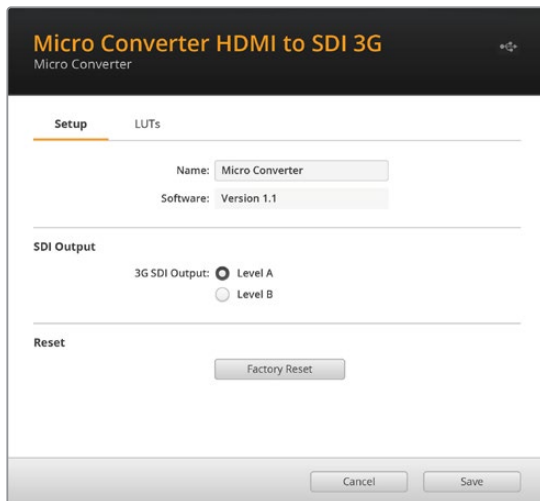 Micro Converter HDMI to SDI 3G
Micro Converter
Setup LUTs
Name: Micro Converter
Software: Version 1.1
SDI Output
3G SDI Output: Level A
Level B
Reset
Factory Reset
Cancel Save